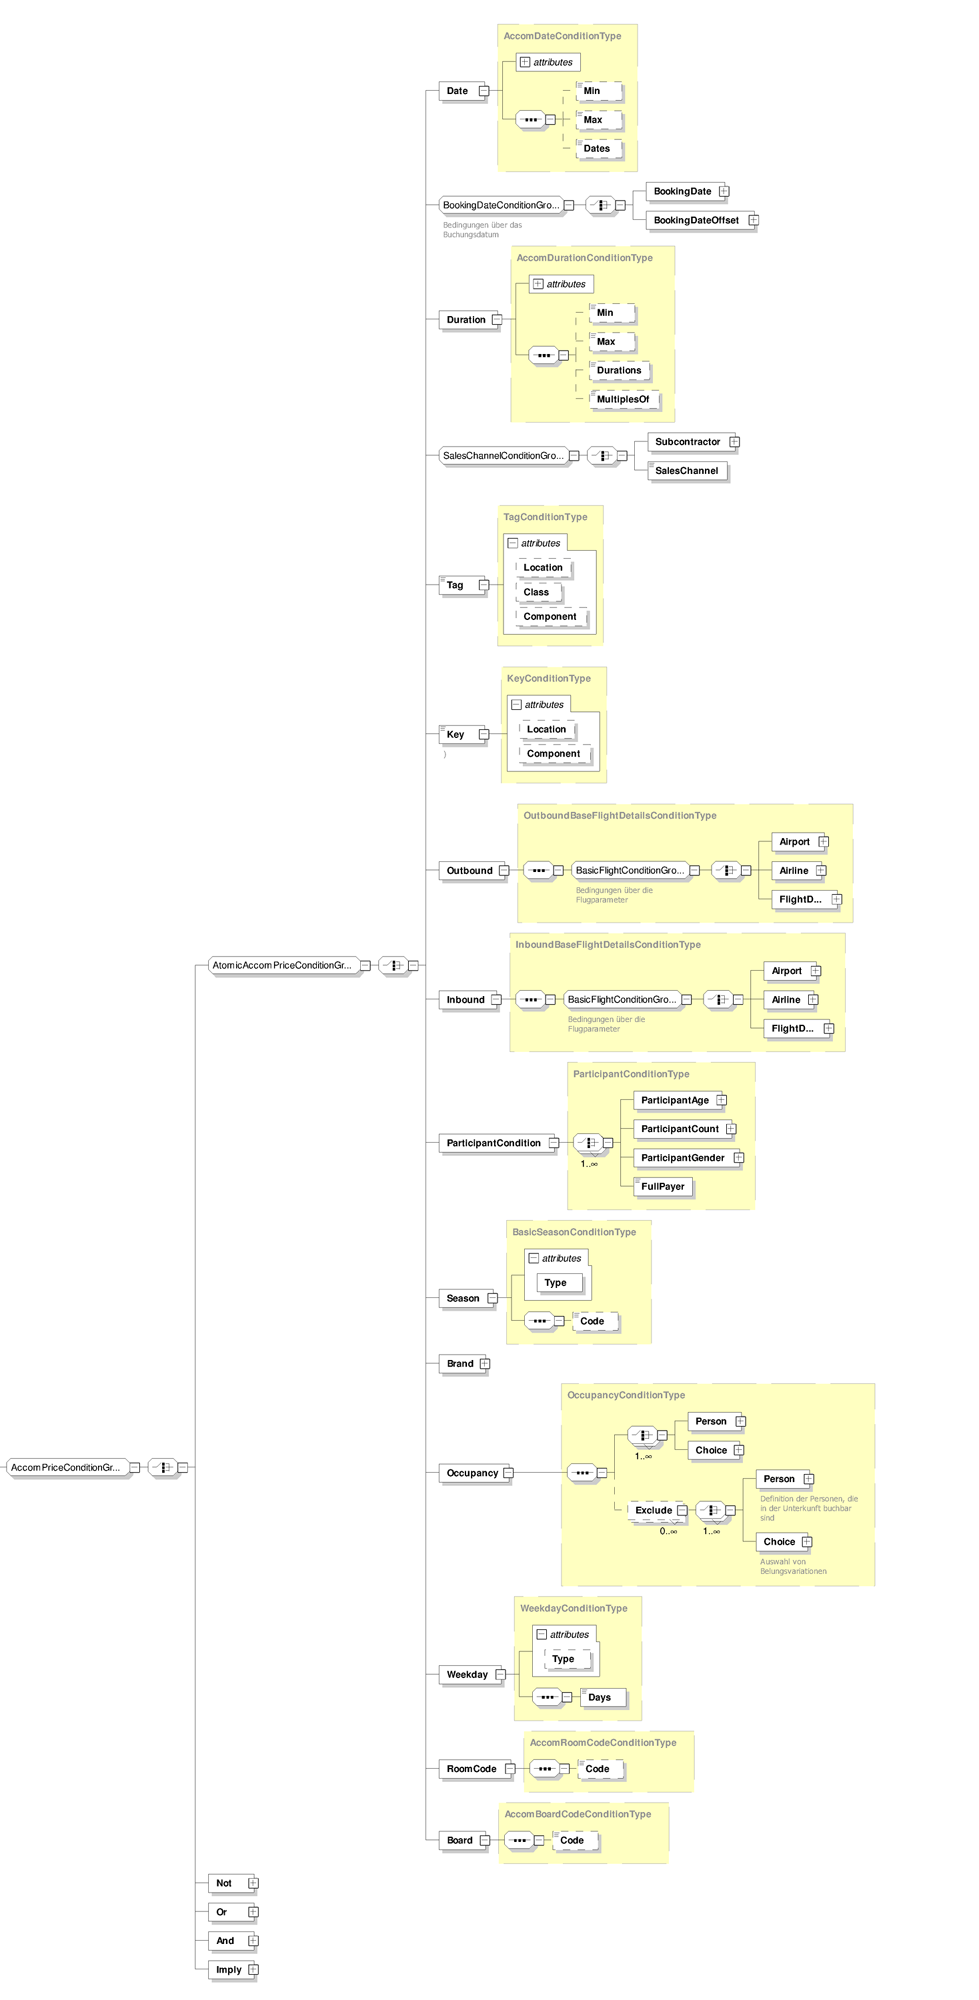 AccomDateConditionType
attributes
Date
Min
Max
Dates
BookingDateConditionGro...
Bedingungen über das
Buchungsdatum
BookingDate
BookingDateOffset
AccomDurationConditionType
attributes
Duration
Min
Max
Durations
MultiplesOf
SalesChannelConditionGro...
Subcontractor
SalesChannel
TagConditionType
attributes
Tag
Location
Class
Component
KeyConditionType
attributes
Key
)
Location
Component
OutboundBaseFlightDetailsConditionType
Outbound
BasicFlightConditionGro...
Bedingungen über die
Flugparameter
Airport
Airline
FlightD...
AtomicAccomPriceConditionGr...
InboundBaseFlightDetailsConditionType
Inbound
BasicFlightConditionGro...
Bedingungen über die
Flugparameter
Airport
Airline
FlightD...
ParticipantConditionType
ParticipantCondition
1..∞
ParticipantAge
ParticipantCount
ParticipantGender
FullPayer
BasicSeasonConditionType
attributes
Type
Season
Code
Brand
AccomPriceConditionGr...
OccupancyConditionType
Occupancy
1..∞
Person
Choice
Exclude
0..∞
1..∞
Person
Definition der Personen, die
in der Unterkunft buchbar
sind
Choice
Auswahl von
Belungsvariationen
WeekdayConditionType
attributes
Type
Weekday
Days
AccomRoomCodeConditionType
RoomCode
Code
AccomBoardCodeConditionType
Board
Code
Not
Or
And
Imply